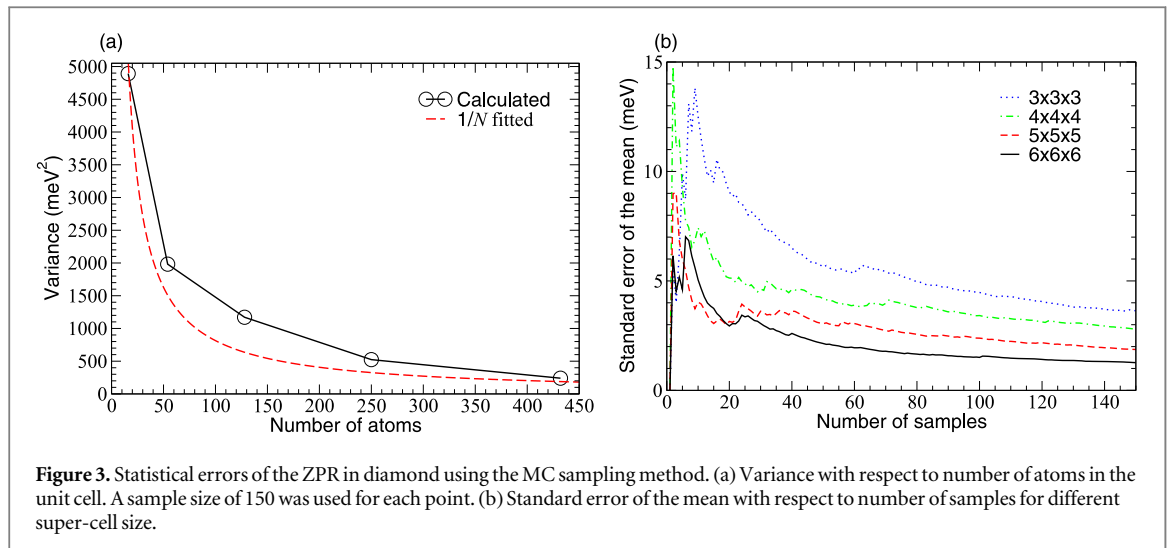 (a)
5000
4500
4000
3500
3000
2500
2000
1500
1000
500
0
Variance (meV²)
Calculated
1/N fitted
0 50 100 150 200 250 300 350 400 450
Number of atoms
(b)
15
10
5
0
Standard error of the mean (meV)
3x3x3
4x4x4
5x5x5
6x6x6
0 20 40 60 80 100 120 140
Number of samples
Figure 3. Statistical errors of the ZPR in diamond using the MC sampling method. (a) Variance with respect to number of atoms in the
unit cell. A sample size of 150 was used for each point. (b) Standard error of the mean with respect to number of samples for different
super-cell size.